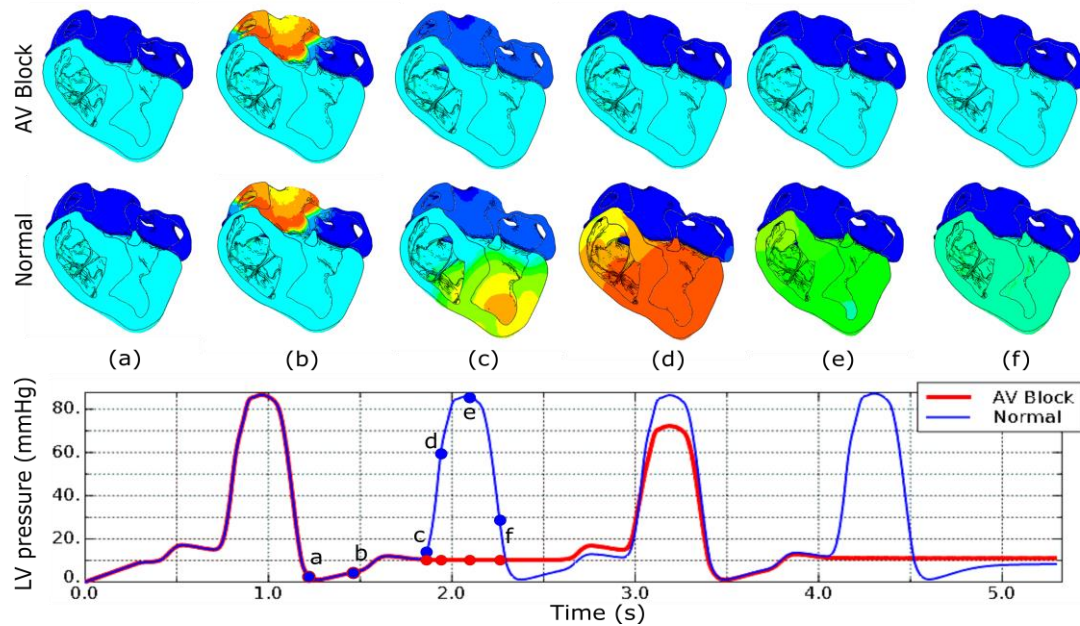 AV Block
Normal
(a) (b) (c) (d) (e) (f)
LV pressure (mmHg)
80.
60.
40.
20.
0.
a b c d e f
AV Block
Normal
0.0 1.0 2.0 3.0 4.0 5.0
Time (s)